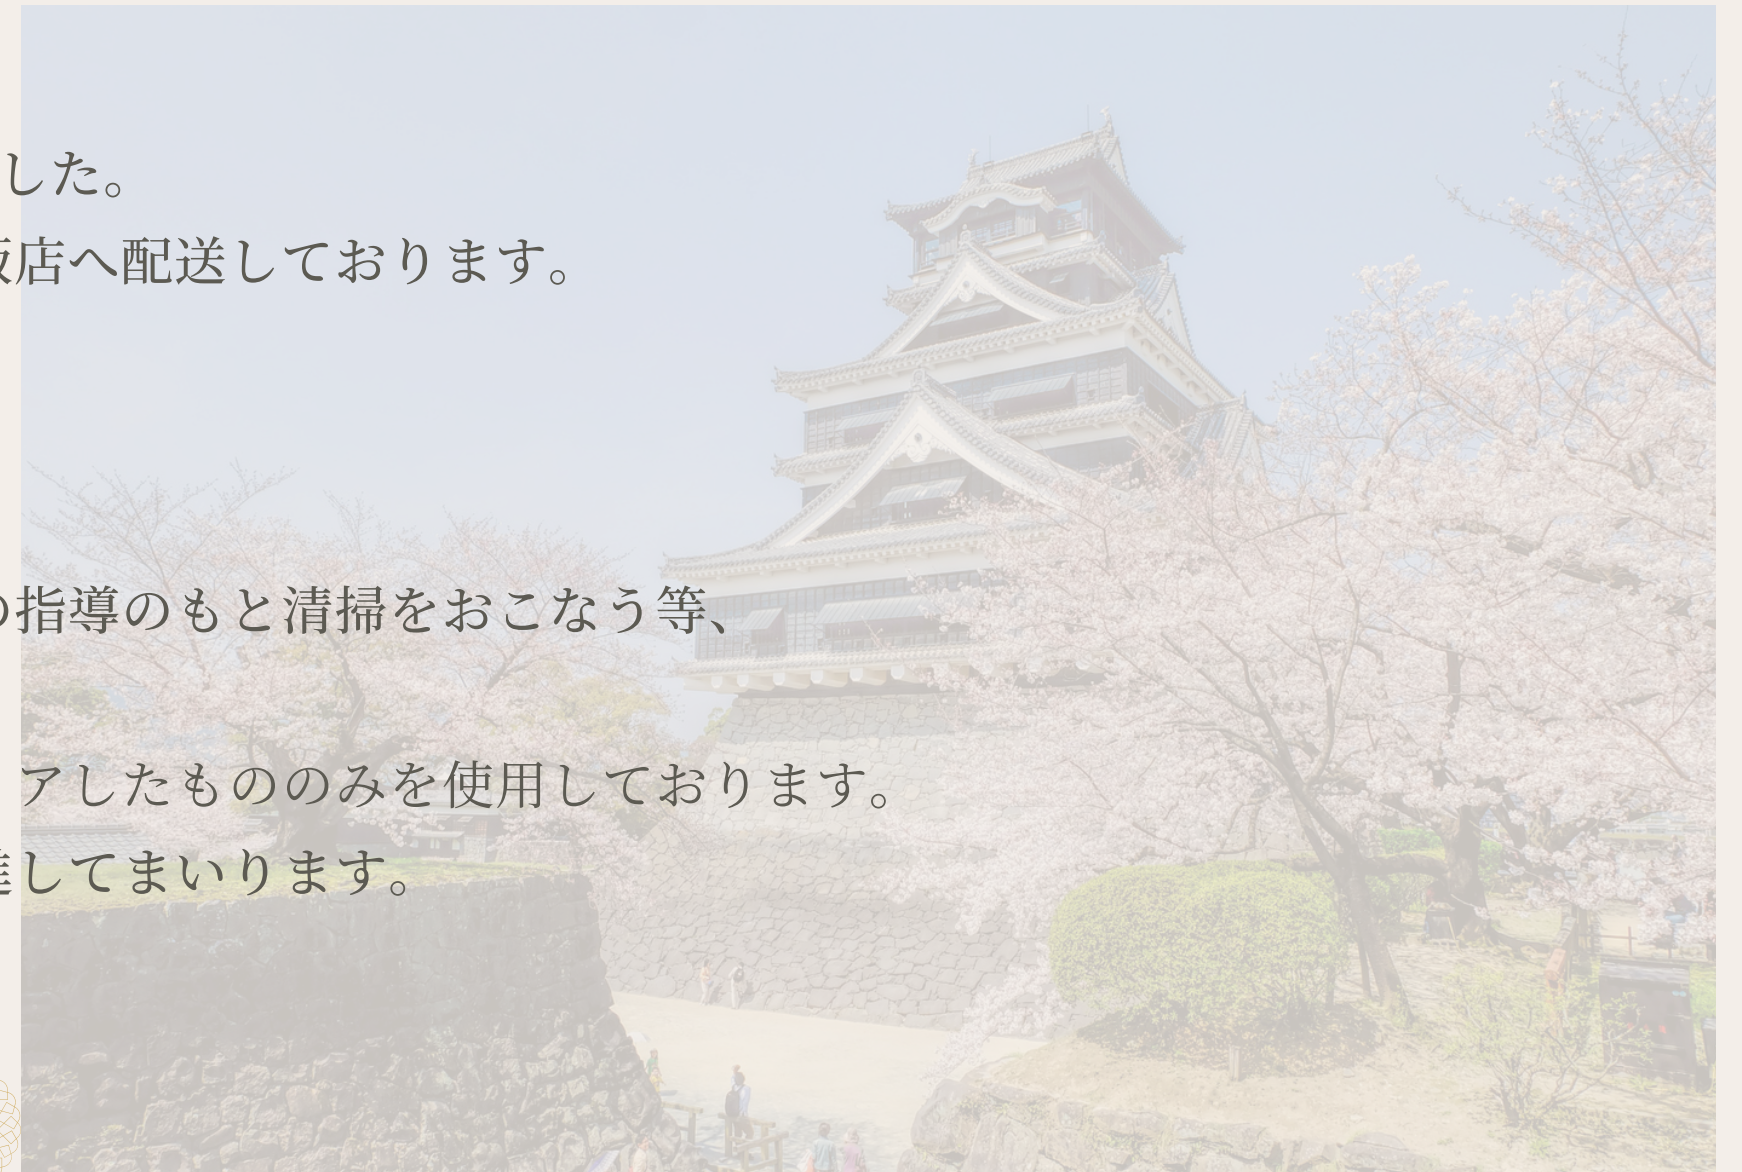 した。
店へ配送しております。
の指導のもと清掃をおこなう等、
アしたもののみを使用しております。
してまいります。